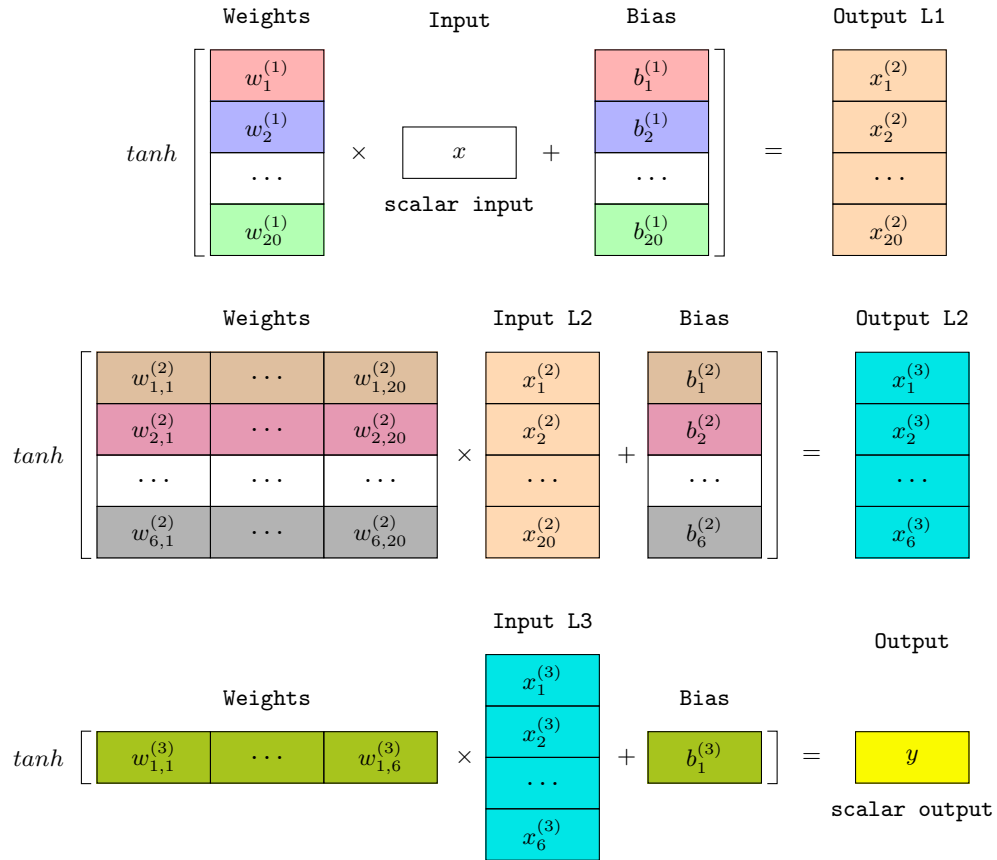 Weights Input Bias Output L1
w_1^{(1)} b_1^{(1)} x_1^{(2)}
w_2^{(1)} b_2^{(1)} x_2^{(2)}
tanh × x + =
... ... ...
scalar input
w_{20}^{(1)} b_{20}^{(1)} x_{20}^{(2)}
Weights Input L2 Bias Output L2
w_{1,1}^{(2)} ... w_{1,20}^{(2)} x_1^{(2)} b_1^{(2)} x_1^{(3)}
w_{2,1}^{(2)} ... w_{2,20}^{(2)} x_2^{(2)} b_2^{(2)} x_2^{(3)}
tanh × + =
... ... ... ... ... ...
w_{6,1}^{(2)} ... w_{6,20}^{(2)} x_{20}^{(2)} b_6^{(2)} x_6^{(3)}
Input L3
Output
x_1^{(3)}
Weights Bias
x_2^{(3)}
tanh w_{1,1}^{(3)} ... w_{1,6}^{(3)} × + b_1^{(3)} = y
...
scalar output
x_6^{(3)}